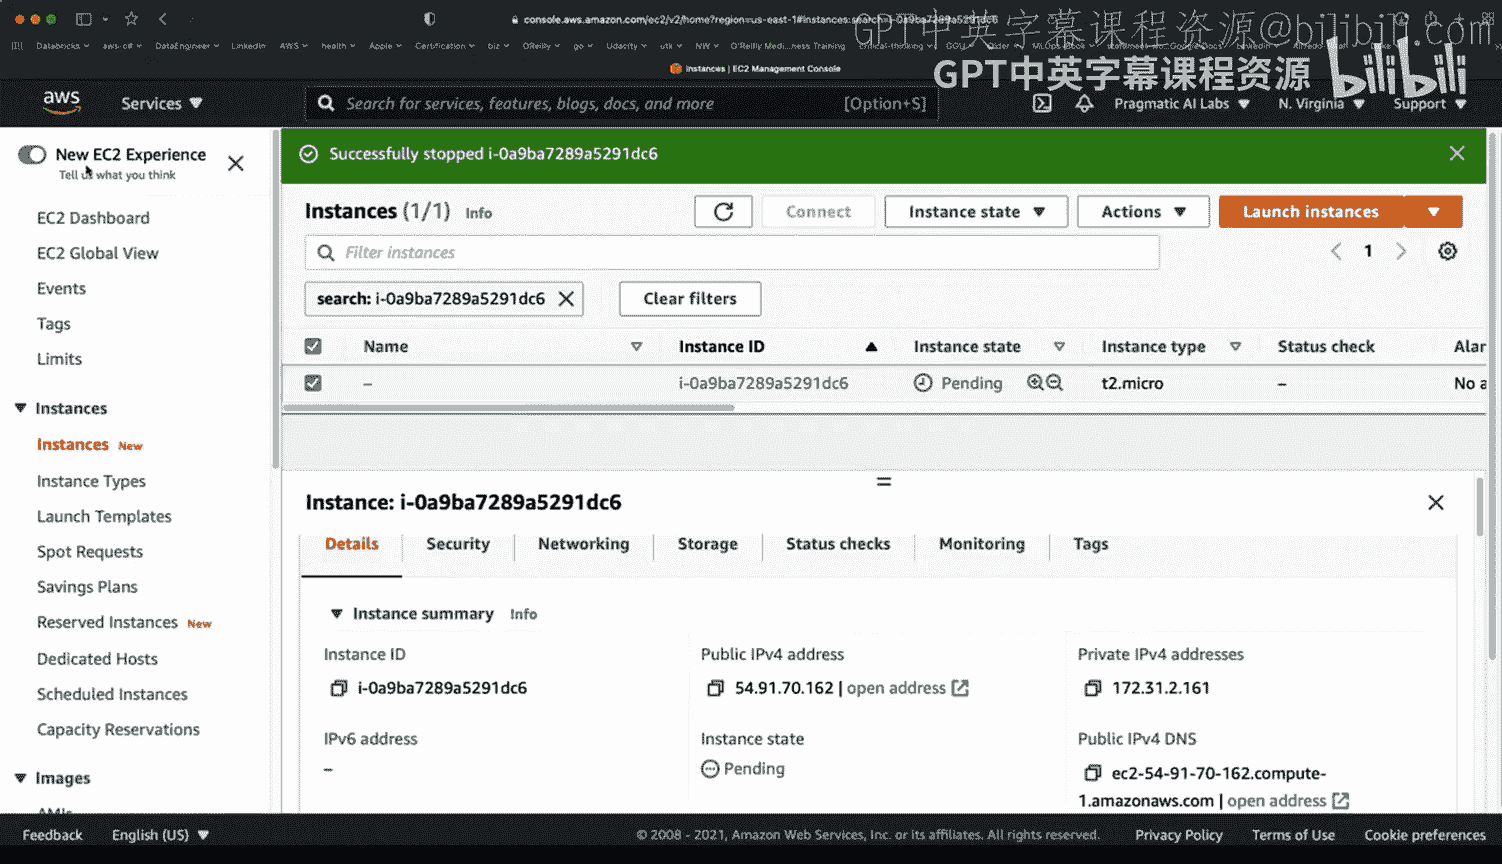 console.aws.amazon.com/ec2/v2/home?region=us-east-1#Instances:search=i-0a9ba7289a5291dc6
GPT中英字幕课程资源@bilibili.com
Databricks aws-c# DataEngineer LinkedIn AWS health Apple Certification biz OReilly go Udacity utk NW O'Reilly Medi...ness Training critical-thinking
Instances | EC2 Management Console
GPT中英字幕课程资源 bilibili
aws Services Search for services, features, blogs, docs, and more [Option+S] Pragmatic AI Labs N. Virginia Support
New EC2 Experience
Tell us what you think
EC2 Dashboard
EC2 Global View
Events
Tags
Limits
Instances
Instances New
Instance Types
Launch Templates
Spot Requests
Savings Plans
Reserved Instances New
Dedicated Hosts
Scheduled Instances
Capacity Reservations
Images
AMIs
Successfully stopped i-0a9ba7289a5291dc6
Instances (1/1) Info Connect Instance state Actions Launch instances
Filter instances 1
search: i-0a9ba7289a5291dc6 Clear filters
Name Instance ID Instance state Instance type Status check Alar
– i-0a9ba7289a5291dc6 Pending t2.micro – No a
Instance: i-0a9ba7289a5291dc6
Details Security Networking Storage Status checks Monitoring Tags
Instance summary Info
Instance ID Public IPv4 address Private IPv4 addresses
i-0a9ba7289a5291dc6 54.91.70.162 | open address 172.31.2.161
IPv6 address Instance state Public IPv4 DNS
– Pending ec2-54-91-70-162.compute-
1.amazonaws.com | open address
Feedback English (US) © 2008 - 2021, Amazon Web Services, Inc. or its affiliates. All rights reserved. Privacy Policy Terms of Use Cookie preferences